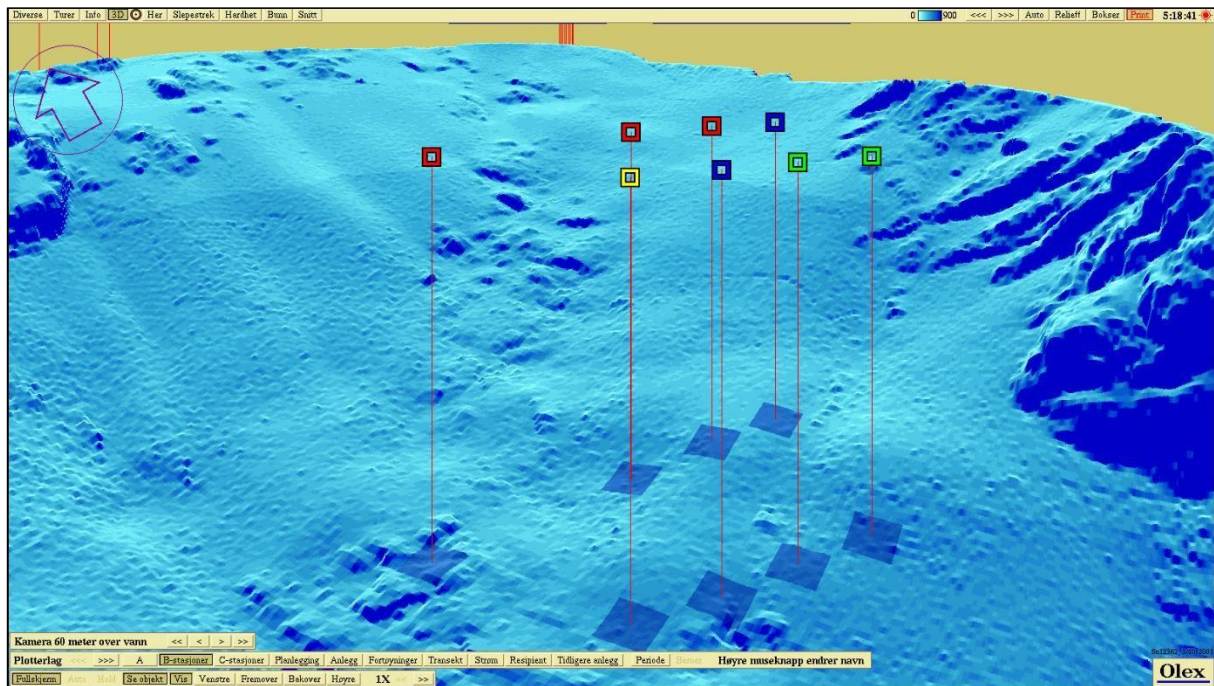 Diverse Turer Info 3D Her Slepestrek Hardhet Bunn Snitt 0 900 <<< >>> Auto Relieff Bokser Print 5:18:41
Kamera 60 meter over vann << < > >>
Plotterlag <<< >>> A B-stasjoner C-stasjoner Planlegging Anlegg Fortøyninger Transekt Strøm Resipient Tidligere anlegg Periode Høyre museknapp endrer navn
Fullskjerm Auto Hold Se objekt Vis Venstre Fremover Bakover Høyre 1X << >>
Olex